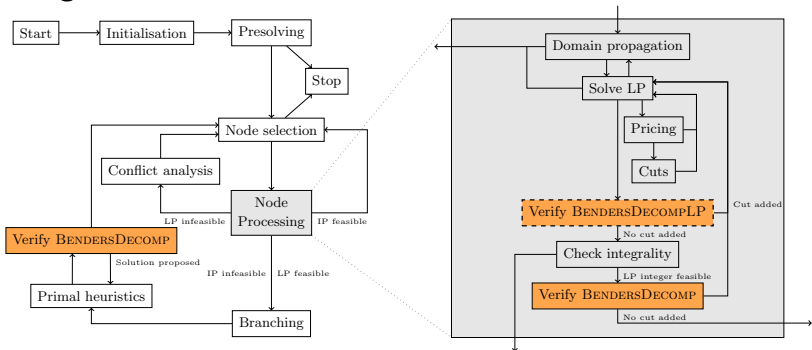 Start
Initialisation
Presolving
Stop
Node selection
Conflict analysis
Node
Processing
LP infeasible
IP feasible
Verify BENDERSDECOMP
Solution proposed
IP infeasible
LP feasible
Primal heuristics
Branching
Domain propagation
Solve LP
Pricing
Cuts
Cut added
Verify BENDERSDECOMPLP
No cut added
Check integrality
LP integer feasible
Verify BENDERSDECOMP
No cut added